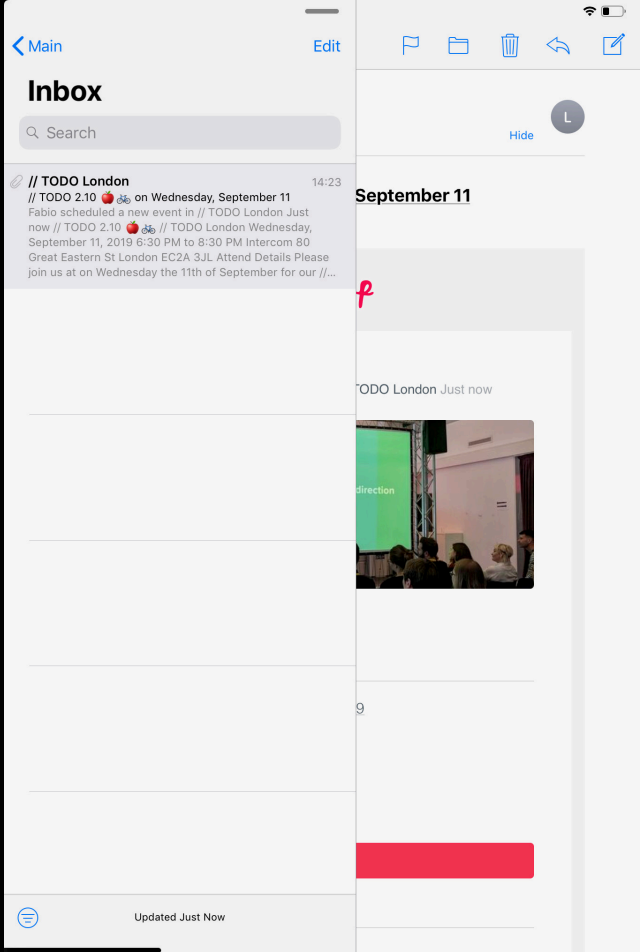 Main
Edit
Inbox
Search
// TODO London
14:23
// TODO 2.10 🍎 🚲 on Wednesday, September 11
Fabio scheduled a new event in // TODO London Just
now // TODO 2.10 🍎 🚲 // TODO London Wednesday,
September 11, 2019 6:30 PM to 8:30 PM Intercom 80
Great Eastern St London EC2A 3JL Attend Details Please
join us at on Wednesday the 11th of September for our //...
Updated Just Now
L
Hide
September 11
TODO London Just now
direction
9